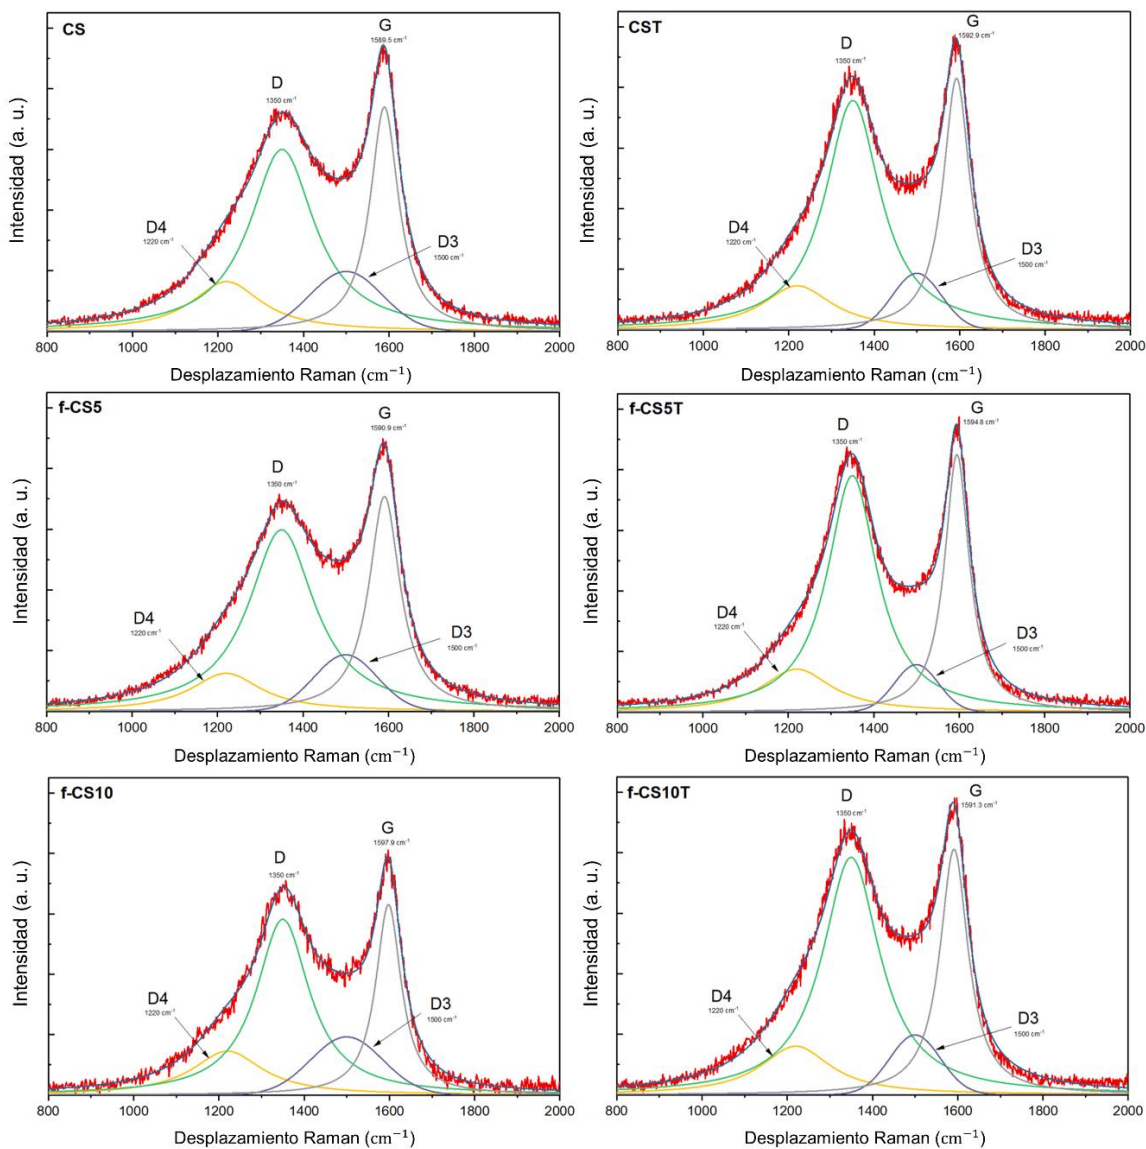 CS
D
1350 cm⁻¹
G
1589.5 cm⁻¹
D4
1220 cm⁻¹
D3
1500 cm⁻¹
Intensidad (a. u.)
800 1000 1200 1400 1600 1800 2000
Desplazamiento Raman (cm⁻¹)
CST
D
1350 cm⁻¹
G
1592.9 cm⁻¹
D4
1220 cm⁻¹
D3
1500 cm⁻¹
Intensidad (a. u.)
800 1000 1200 1400 1600 1800 2000
Desplazamiento Raman (cm⁻¹)
f-CS5
D
1350 cm⁻¹
G
1590.9 cm⁻¹
D4
1220 cm⁻¹
D3
1500 cm⁻¹
Intensidad (a. u.)
800 1000 1200 1400 1600 1800 2000
Desplazamiento Raman (cm⁻¹)
f-CS5T
D
1350 cm⁻¹
G
1594.8 cm⁻¹
D4
1220 cm⁻¹
D3
1500 cm⁻¹
Intensidad (a. u.)
800 1000 1200 1400 1600 1800 2000
Desplazamiento Raman (cm⁻¹)
f-CS10
D
1350 cm⁻¹
G
1597.9 cm⁻¹
D4
1220 cm⁻¹
D3
1500 cm⁻¹
Intensidad (a. u.)
800 1000 1200 1400 1600 1800 2000
Desplazamiento Raman (cm⁻¹)
f-CS10T
D
1350 cm⁻¹
G
1591.3 cm⁻¹
D4
1220 cm⁻¹
D3
1500 cm⁻¹
Intensidad (a. u.)
800 1000 1200 1400 1600 1800 2000
Desplazamiento Raman (cm⁻¹)